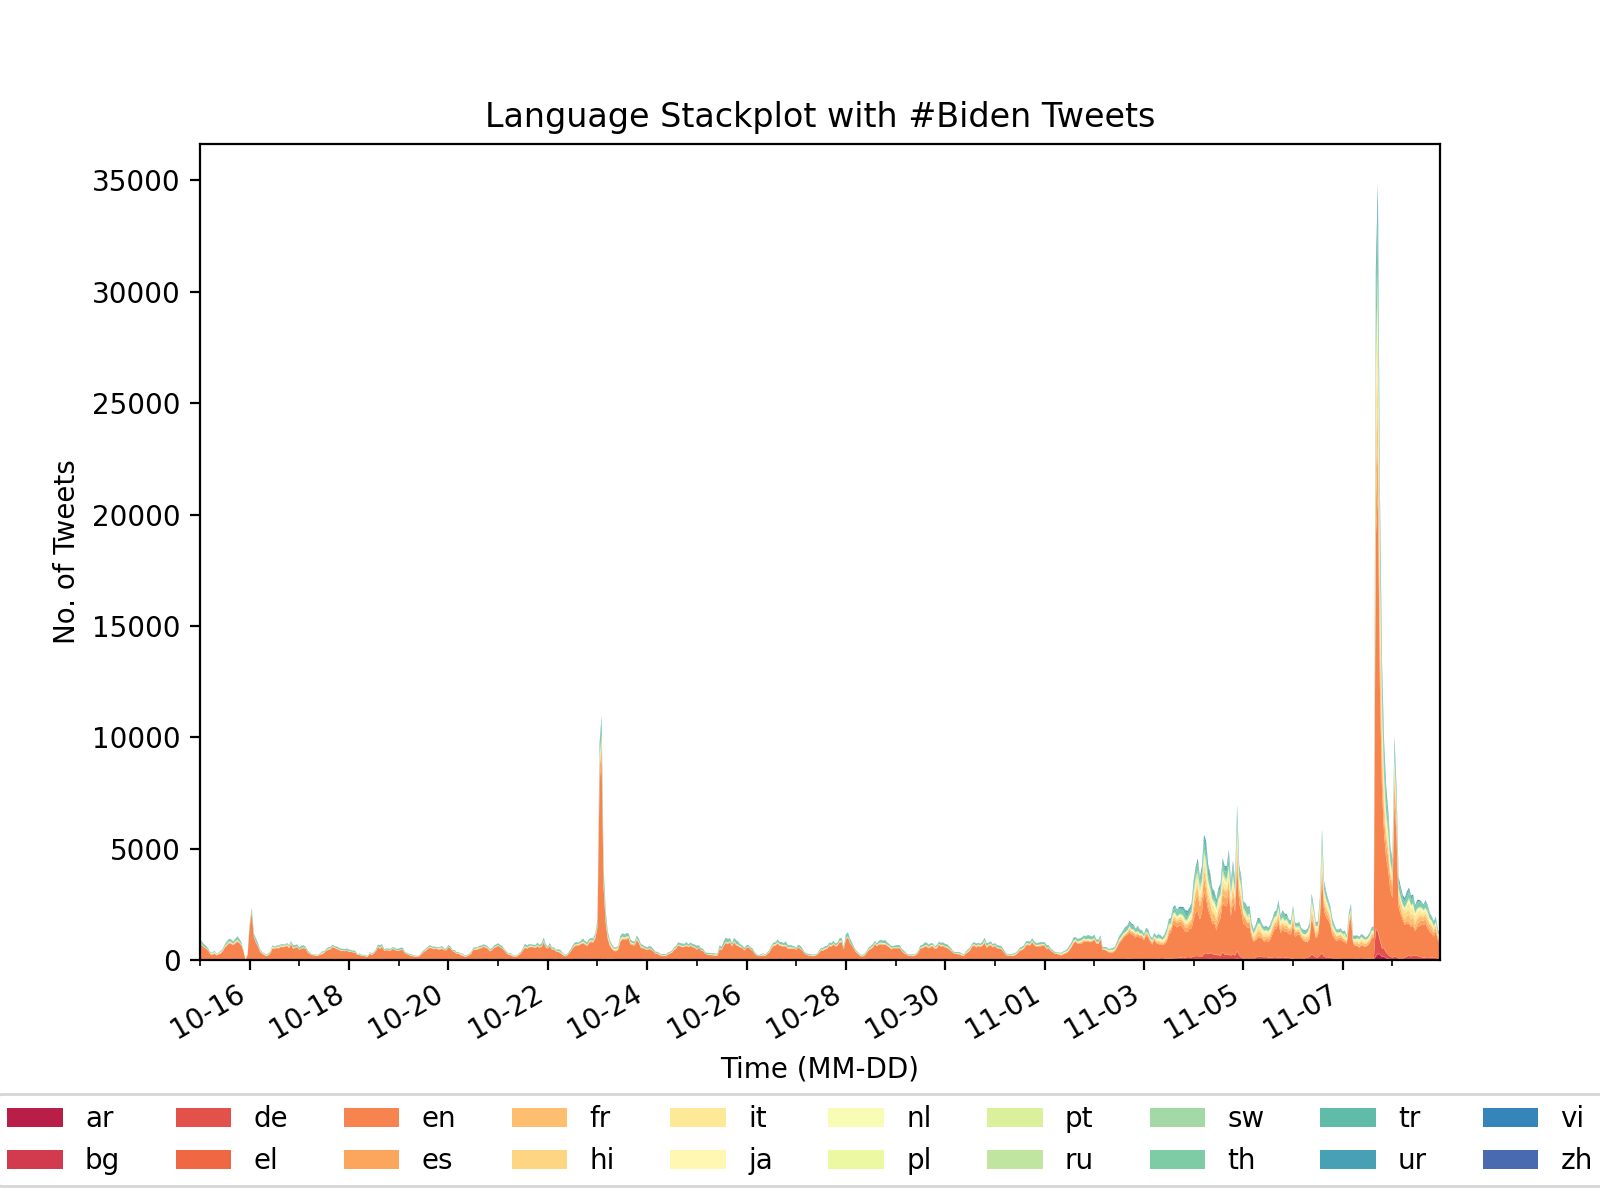 Language Stackplot with #Biden Tweets
35000
30000
25000
20000
15000
10000
5000
0
No. of Tweets
10-16 10-18 10-20 10-22 10-24 10-26 10-28 10-30 11-01 11-03 11-05 11-07
Time (MM-DD)
ar de en fr it nl pt sw tr vi
bg el es hi ja pl ru th ur zh